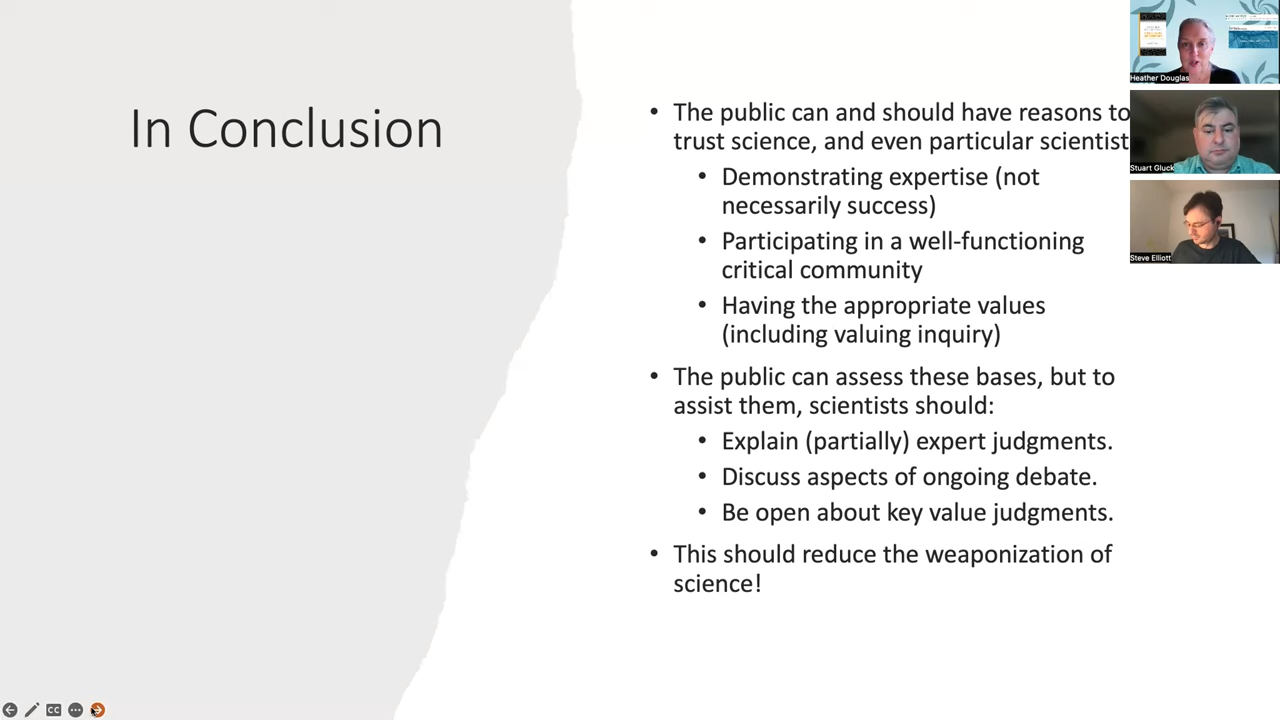 In Conclusion
• The public can and should have reasons to
trust science, and even particular scientist
• Demonstrating expertise (not
necessarily success)
• Participating in a well-functioning
critical community
• Having the appropriate values
(including valuing inquiry)
• The public can assess these bases, but to
assist them, scientists should:
• Explain (partially) expert judgments.
• Discuss aspects of ongoing debate.
• Be open about key value judgments.
• This should reduce the weaponization of
science!
Heather Douglas
Stuart Gluck
Steve Elliott
CC